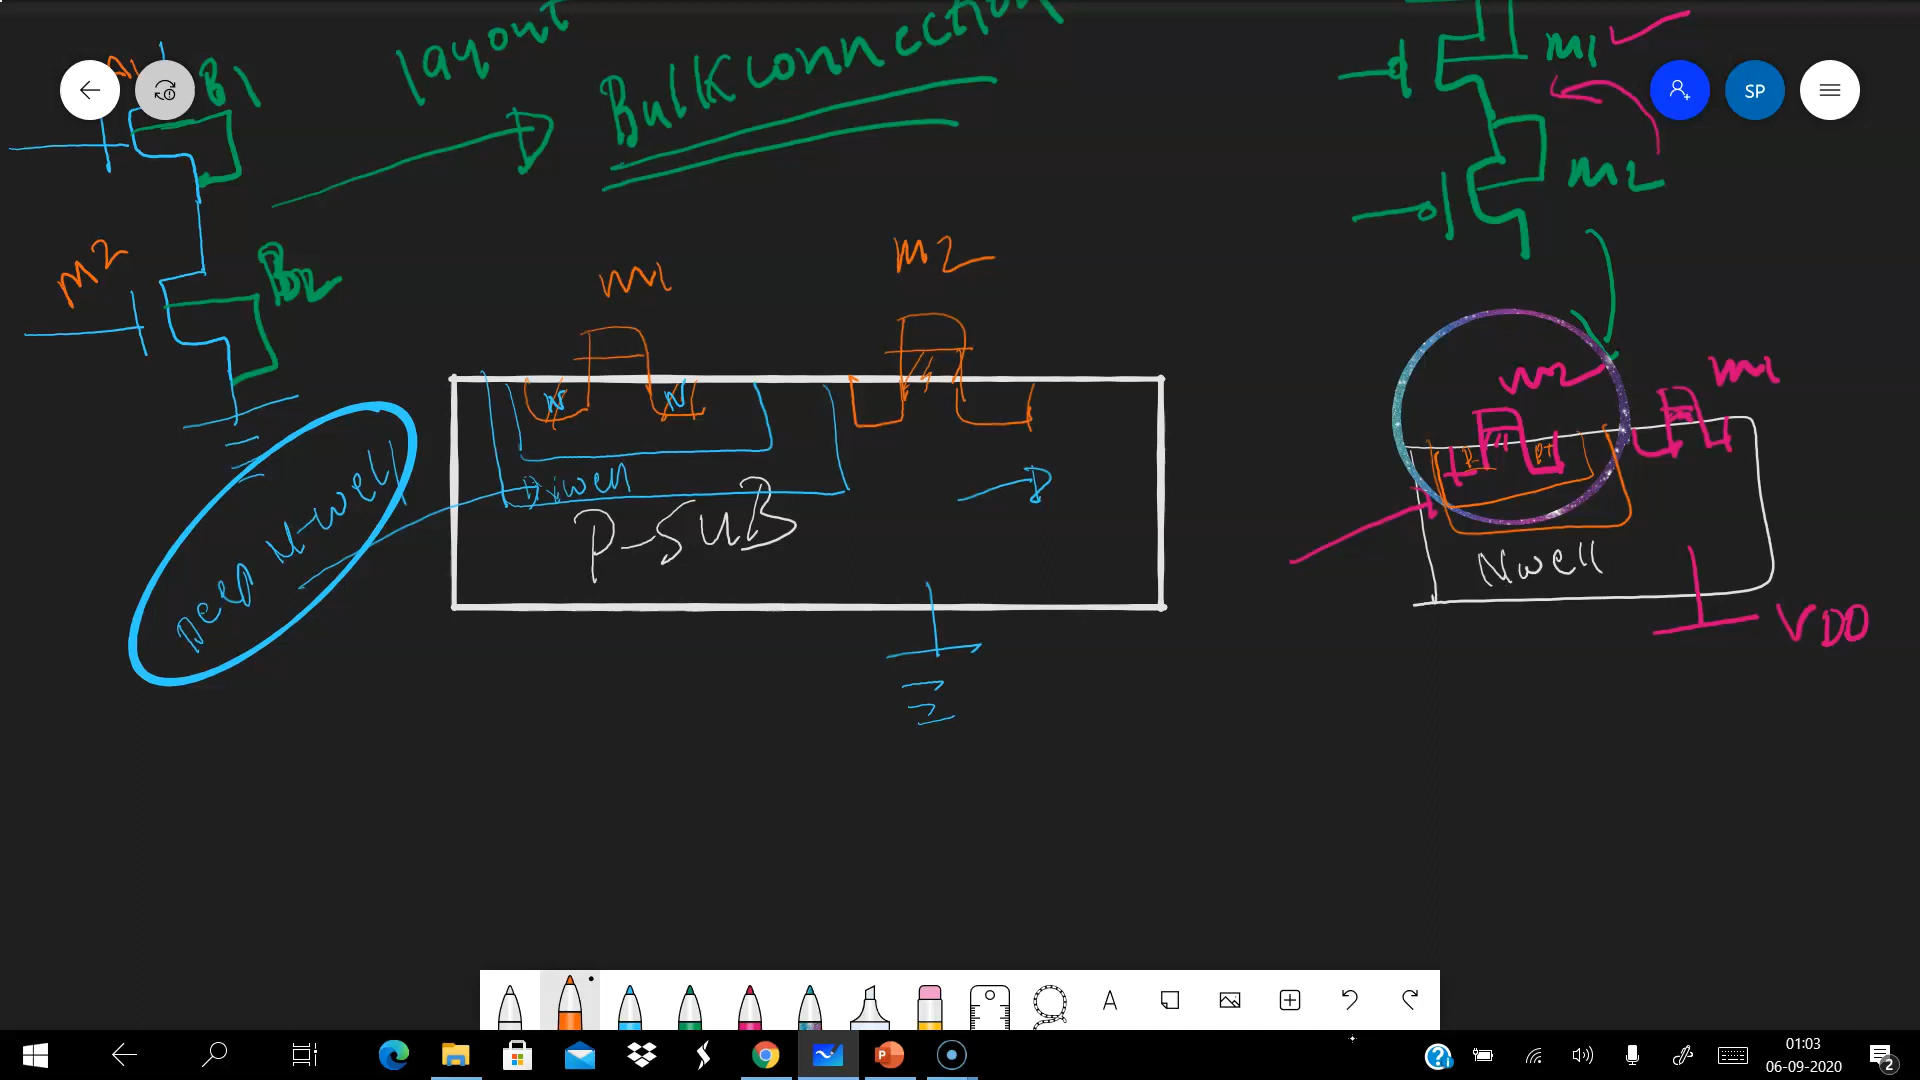 layout
Bulk connection
B1
M1
SP
M2
M2
B2
M1
M2
M2
M1
N
N
P+
Deep N-well
P-SUB
Nwell
VDD
A
01:03
06-09-2020
2